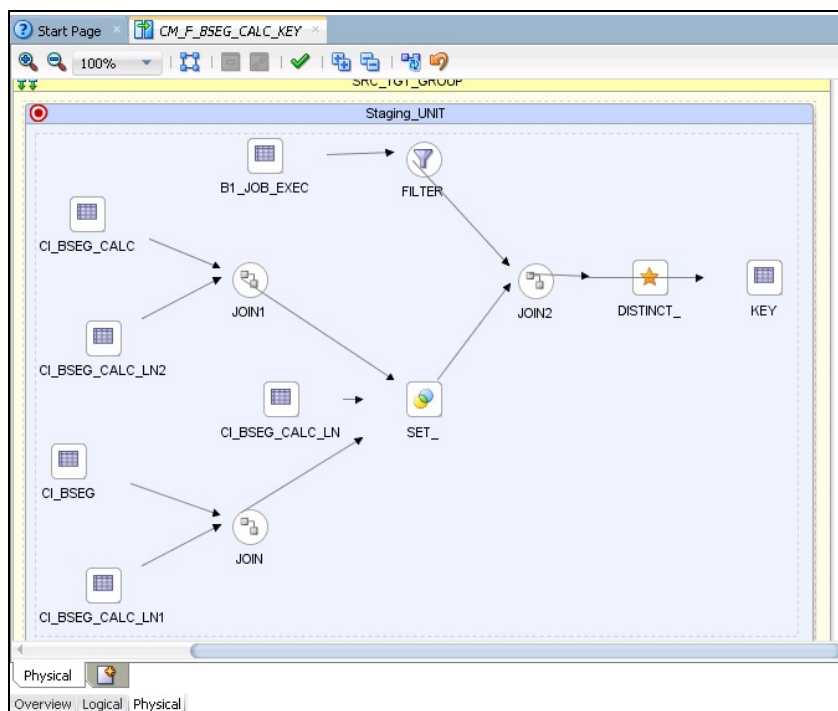 Start Page
CM_F_BSEG_CALC_KEY
100%
SRC_TGT_GROUP
Staging_UNIT
B1_JOB_EXEC
FILTER
CI_BSEG_CALC
JOIN1
JOIN2
DISTINCT_
KEY
CI_BSEG_CALC_LN2
CI_BSEG_CALC_LN
SET_
CI_BSEG
JOIN
CI_BSEG_CALC_LN1
Physical
Overview Logical Physical